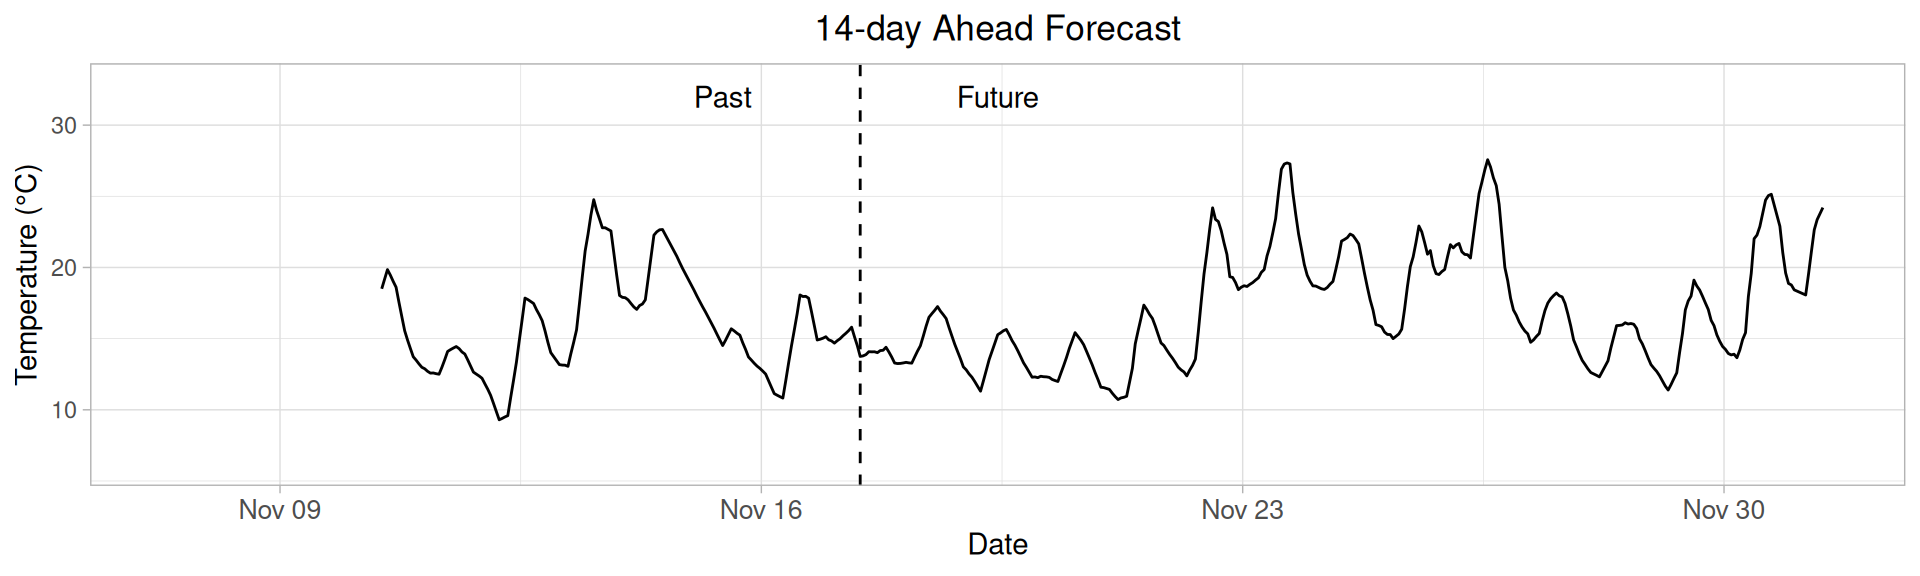 14-day Ahead Forecast
Past
Future
30
20
10
Temperature (°C)
Nov 09
Nov 16
Nov 23
Nov 30
Date